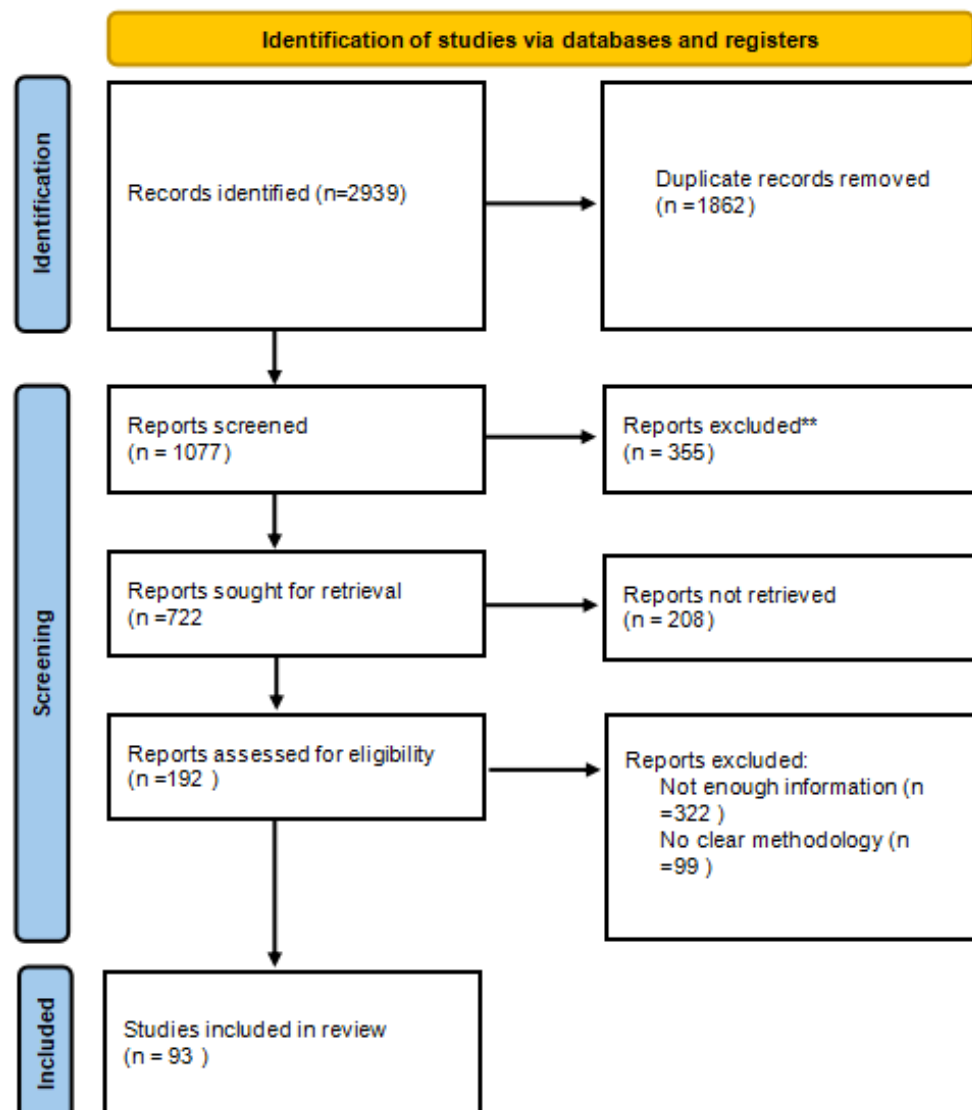 Identification of studies via databases and registers
Identification
Records identified (n=2939)
Duplicate records removed
(n =1862)
Screening
Reports screened
(n = 1077)
Reports excluded**
(n = 355)
Reports sought for retrieval
(n =722
Reports not retrieved
(n = 208)
Reports assessed for eligibility
(n =192 )
Reports excluded:
Not enough information (n
=322 )
No clear methodology (n
=99 )
Included
Studies included in review
(n = 93 )